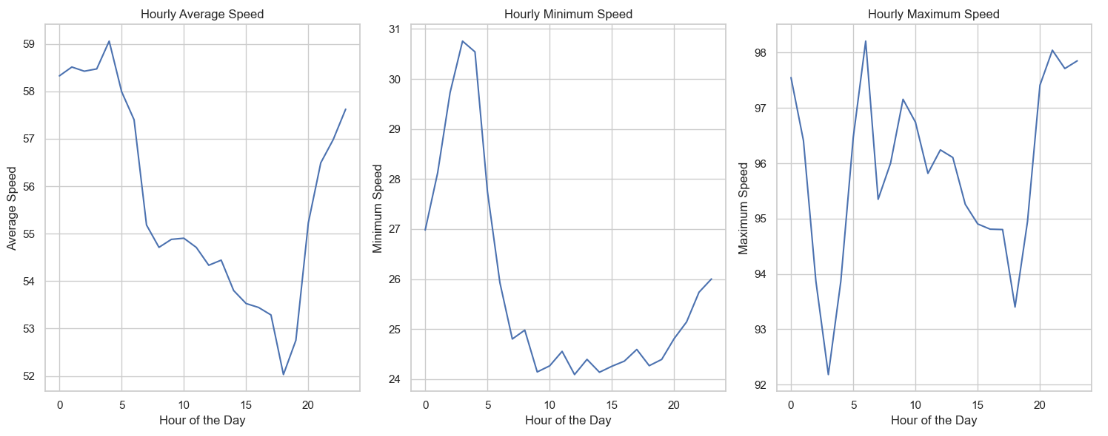 Hourly Average Speed
59
58
57
56
55
54
53
52
0 5 10 15 20
Average Speed
Hour of the Day
Hourly Minimum Speed
31
30
29
28
27
26
25
24
0 5 10 15 20
Minimum Speed
Hour of the Day
Hourly Maximum Speed
98
97
96
95
94
93
92
0 5 10 15 20
Maximum Speed
Hour of the Day